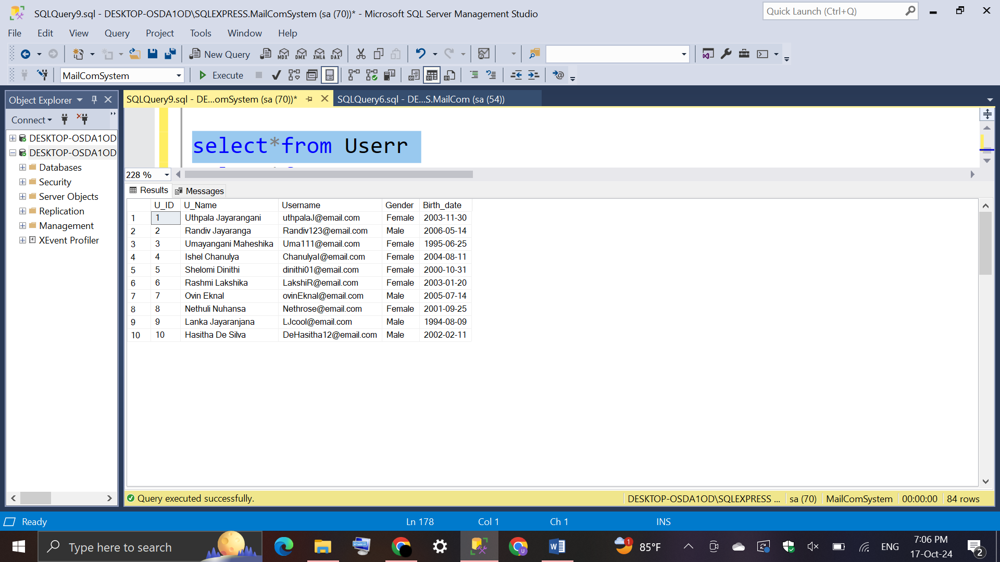 SQLQuery9.sql - DESKTOP-OSDA1OD\SQLEXPRESS.MailComSystem (sa (70))* - Microsoft SQL Server Management Studio
Quick Launch (Ctrl+Q)
File Edit View Query Project Tools Window Help
New Query MDX DMX XMLA DAX
MailComSystem Execute
Object Explorer
SQLQuery9.sql - DE...omSystem (sa (70))* SQLQuery6.sql - DE...S.MailCom (sa (54))
Connect
DESKTOP-OSDA1OD
DESKTOP-OSDA1OD
Databases
Security
Server Objects
Replication
Management
XEvent Profiler
select*from Userr
228 %
Results Messages
U_ID U_Name Username Gender Birth_date
1 1 Uthpala Jayarangani uthpalaJ@email.com Female 2003-11-30
2 2 Randiv Jayaranga Randiv123@email.com Male 2006-05-14
3 3 Umayangani Maheshika Uma111@email.com Female 1995-06-25
4 4 Ishel Chanulya ChanulyaI@email.com Female 2004-08-11
5 5 Shelomi Dinithi dinithi01@email.com Female 2000-10-31
6 6 Rashmi Lakshika LakshiR@email.com Female 2003-01-20
7 7 Ovin Eknal ovinEknal@email.com Male 2005-07-14
8 8 Nethuli Nuhansa Nethrose@email.com Female 2001-09-25
9 9 Lanka Jayaranjana LJcool@email.com Male 1994-08-09
10 10 Hasitha De Silva DeHasitha12@email.com Male 2002-02-11
Query executed successfully. DESKTOP-OSDA1OD\SQLEXPRESS ... sa (70) MailComSystem 00:00:00 84 rows
Ready Ln 178 Col 1 Ch 1 INS
Type here to search
1 85°F ENG
7:06 PM
17-Oct-24
2